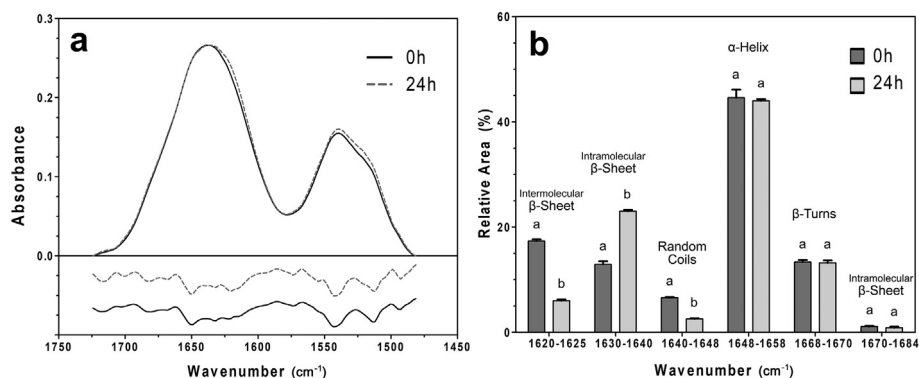 a
0h
24h
0.3
0.2
0.1
0.0
Absorbance
1750 1700 1650 1600 1550 1500 1450
Wavenumber (cm-1)
b
0h
24h
60
40
20
0
Relative Area (%)
α-Helix
a a
Intramolecular
β-Sheet
b
a
Intermolecular
β-Sheet
a
b
Random
Coils
a
b
β-Turns
a a
Intramolecular
β-Sheet
a a
1620-1625 1630-1640 1640-1648 1648-1658 1668-1670 1670-1684
Wavenumber (cm-1)